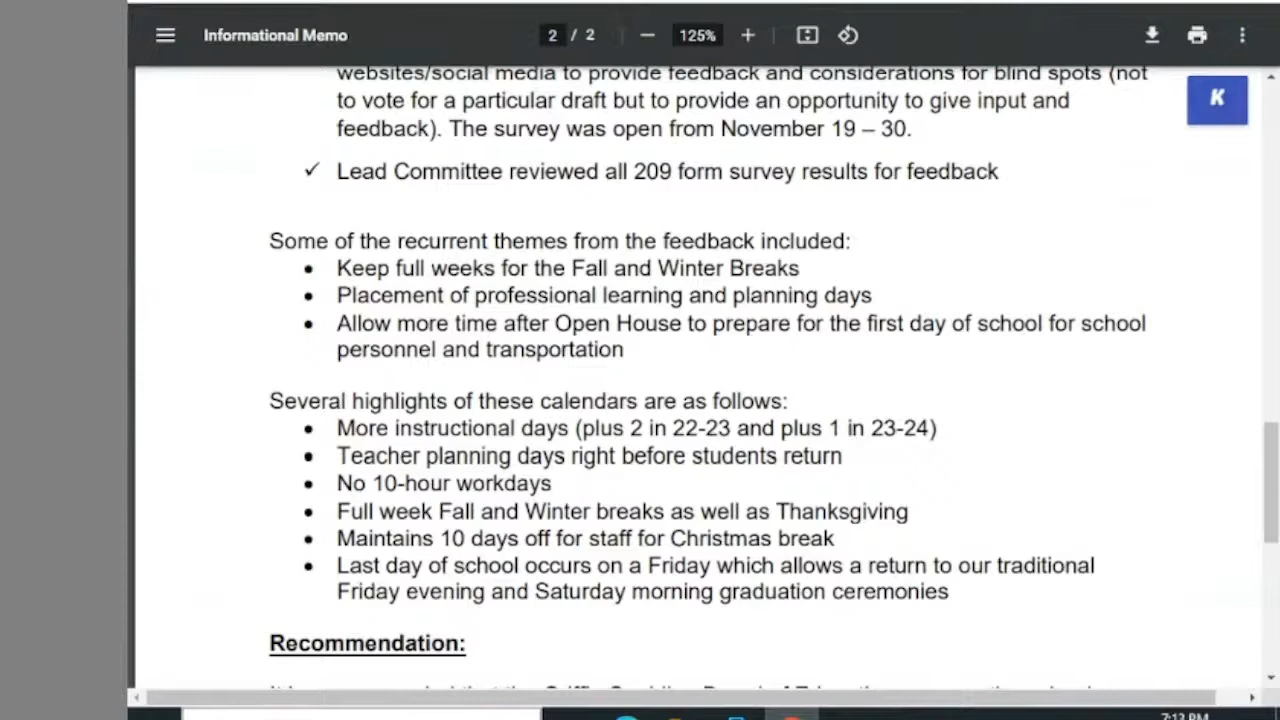 Informational Memo 2 / 2 125%
websites/social media to provide feedback and considerations for blind spots (not
to vote for a particular draft but to provide an opportunity to give input and
feedback). The survey was open from November 19 – 30.
K
✓ Lead Committee reviewed all 209 form survey results for feedback
Some of the recurrent themes from the feedback included:
• Keep full weeks for the Fall and Winter Breaks
• Placement of professional learning and planning days
• Allow more time after Open House to prepare for the first day of school for school
personnel and transportation
Several highlights of these calendars are as follows:
• More instructional days (plus 2 in 22-23 and plus 1 in 23-24)
• Teacher planning days right before students return
• No 10-hour workdays
• Full week Fall and Winter breaks as well as Thanksgiving
• Maintains 10 days off for staff for Christmas break
• Last day of school occurs on a Friday which allows a return to our traditional
Friday evening and Saturday morning graduation ceremonies
Recommendation:
7:13 PM